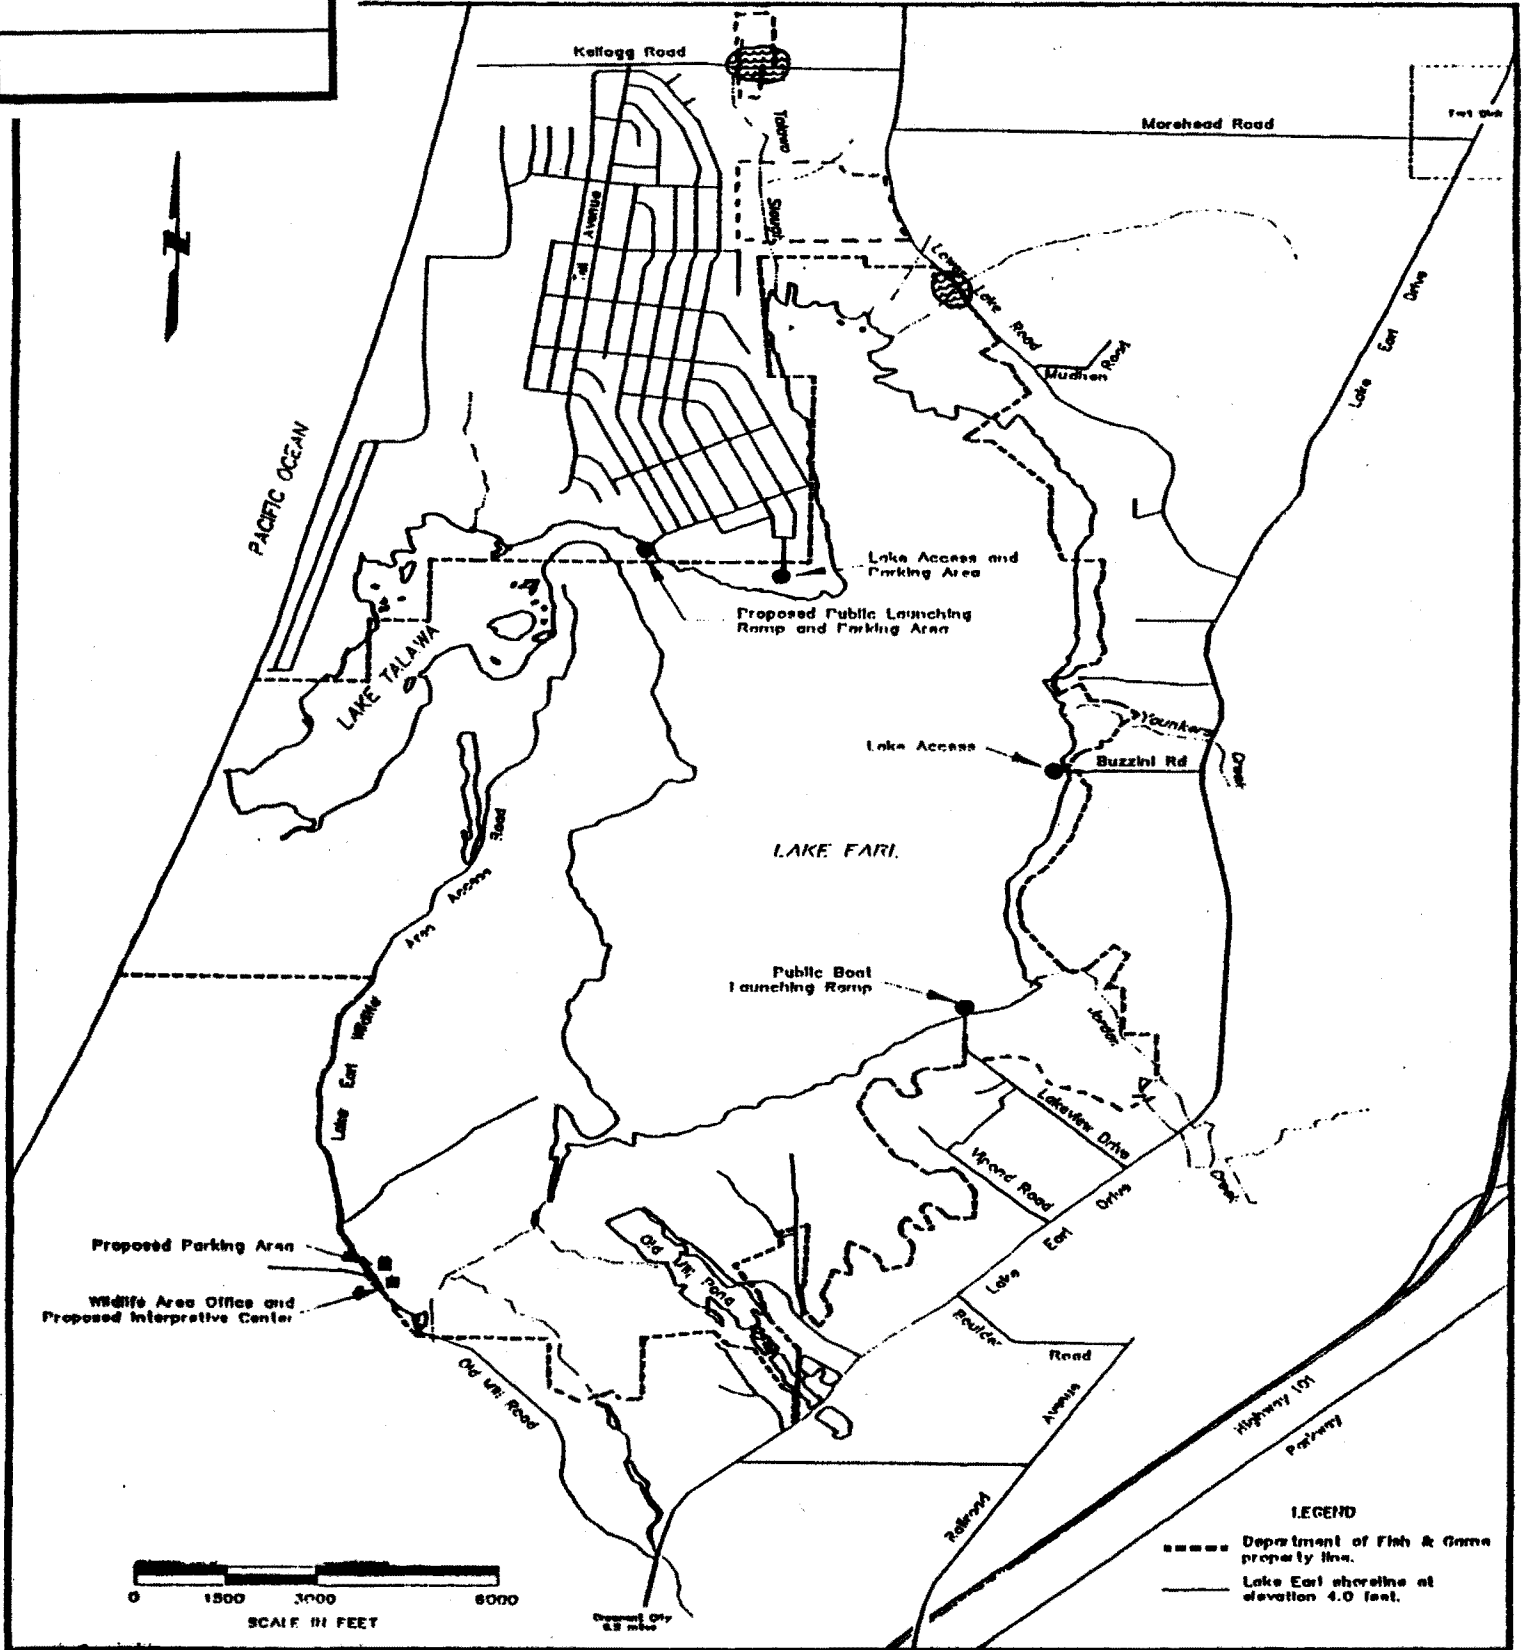 Kellogg Road
Morehead Road
Talawa
Slough
Avenue
Lower Lake Road
Road
Lake Earl Drive
PACIFIC OCEAN
Lake Access and
Parking Area
Proposed Public Launching
Ramp and Parking Area
LAKE TALAWA
Lake Access
Younkers
Creek
Buzzini Rd
LAKE EARL
Lake Earl Wildlife Area Access Road
Public Boat
Launching Ramp
Jordan
Creek
Lakeview Drive
Vipond Road
Lake Earl Drive
Proposed Parking Area
Wildlife Area Office and
Proposed Interpretive Center
Old Mill Pond
Old Mill Road
Boulder
Road
Railroad Avenue
Highway 101
Parkway
LEGEND
Department of Fish & Game
property line.
Lake Earl shoreline at
elevation 4.0 feet.
0 1500 3000 6000
SCALE IN FEET
Crescent City